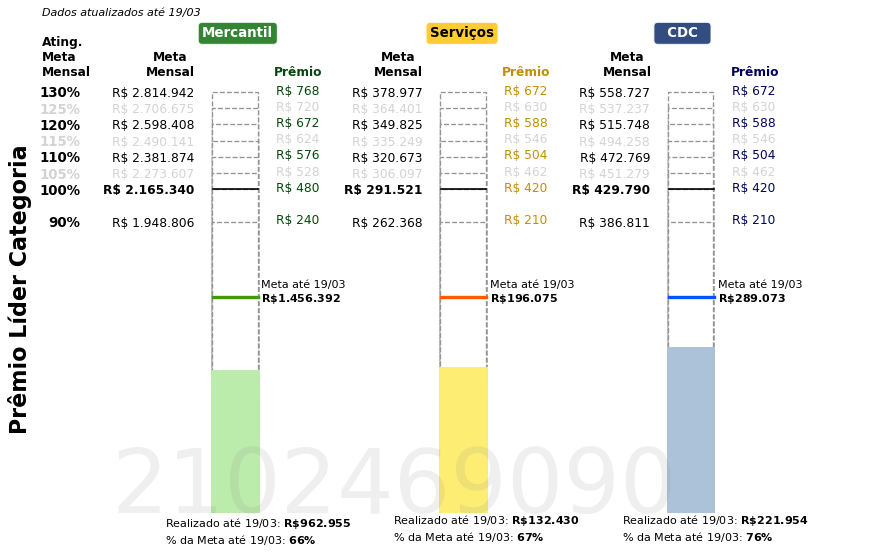 Dados atualizados até 19/03
Mercantil Serviços CDC
Ating. Meta Mensal Meta Mensal Prêmio Meta Mensal Prêmio Meta Mensal Prêmio
130% R$ 2.814.942 R$ 768 R$ 378.977 R$ 672 R$ 558.727 R$ 672
125% R$ 2.706.675 R$ 720 R$ 364.401 R$ 630 R$ 537.237 R$ 630
120% R$ 2.598.408 R$ 672 R$ 349.825 R$ 588 R$ 515.748 R$ 588
115% R$ 2.490.141 R$ 624 R$ 335.249 R$ 546 R$ 494.258 R$ 546
110% R$ 2.381.874 R$ 576 R$ 320.673 R$ 504 R$ 472.769 R$ 504
105% R$ 2.273.607 R$ 528 R$ 306.097 R$ 462 R$ 451.279 R$ 462
100% R$ 2.165.340 R$ 480 R$ 291.521 R$ 420 R$ 429.790 R$ 420
90% R$ 1.948.806 R$ 240 R$ 262.368 R$ 210 R$ 386.811 R$ 210
Prêmio Líder Categoria
Meta até 19/03 Meta até 19/03 Meta até 19/03
R$1.456.392 R$196.075 R$289.073
2102469090
Realizado até 19/03: R$962.955 Realizado até 19/03: R$132.430 Realizado até 19/03: R$221.954
% da Meta até 19/03: 66% % da Meta até 19/03: 67% % da Meta até 19/03: 76%